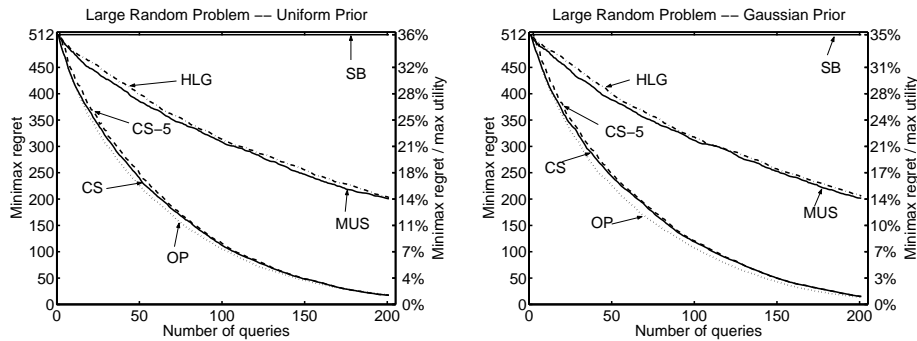 Large Random Problem −− Uniform Prior
512
450
400
350
300
250
200
150
100
50
0
Minimax regret
0
50
100
150
200
Number of queries
36%
31%
28%
24%
21%
17%
14%
11%
7%
4%
0%
Minimax regret / max utility
HLG
SB
CS−5
CS
MUS
OP
Large Random Problem −− Gaussian Prior
512
450
400
350
300
250
200
150
100
50
0
Minimax regret
0
50
100
150
200
Number of queries
35%
31%
28%
25%
21%
18%
14%
11%
7%
3%
0%
Minimax regret / max utility
HLG
SB
CS−5
CS
MUS
OP